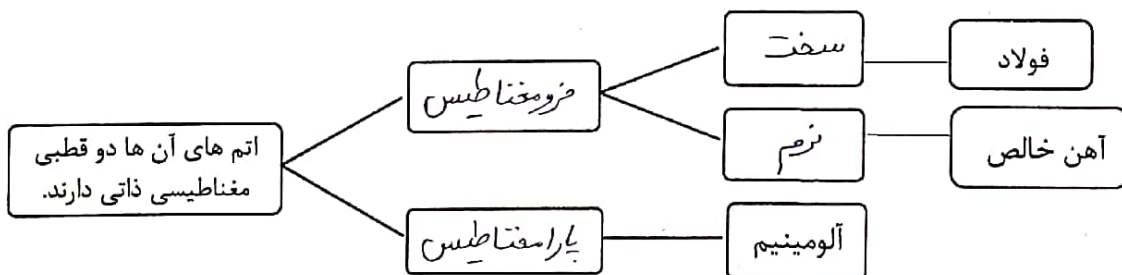 اتم های آن ها دو قطبی
مغناطیسی ذاتی دارند.
فرومغناطیس
سخت
فولاد
نرم
آهن خالص
پارامغناطیس
آلومینیم